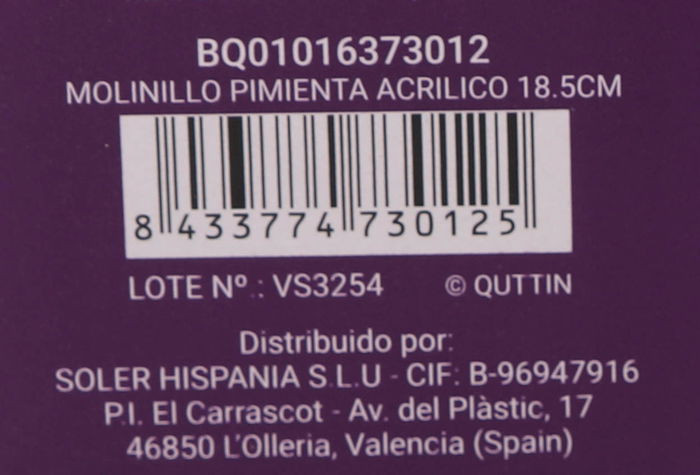 BQ01016373012
MOLINILLO PIMIENTA ACRILICO 18.5CM
8 433774 730125
LOTE Nº.: VS3254 © QUTTIN
Distribuido por:
SOLER HISPANIA S.L.U - CIF: B-96947916
P.I. El Carrascot - Av. del Plàstic, 17
46850 L'Olleria, Valencia (Spain)